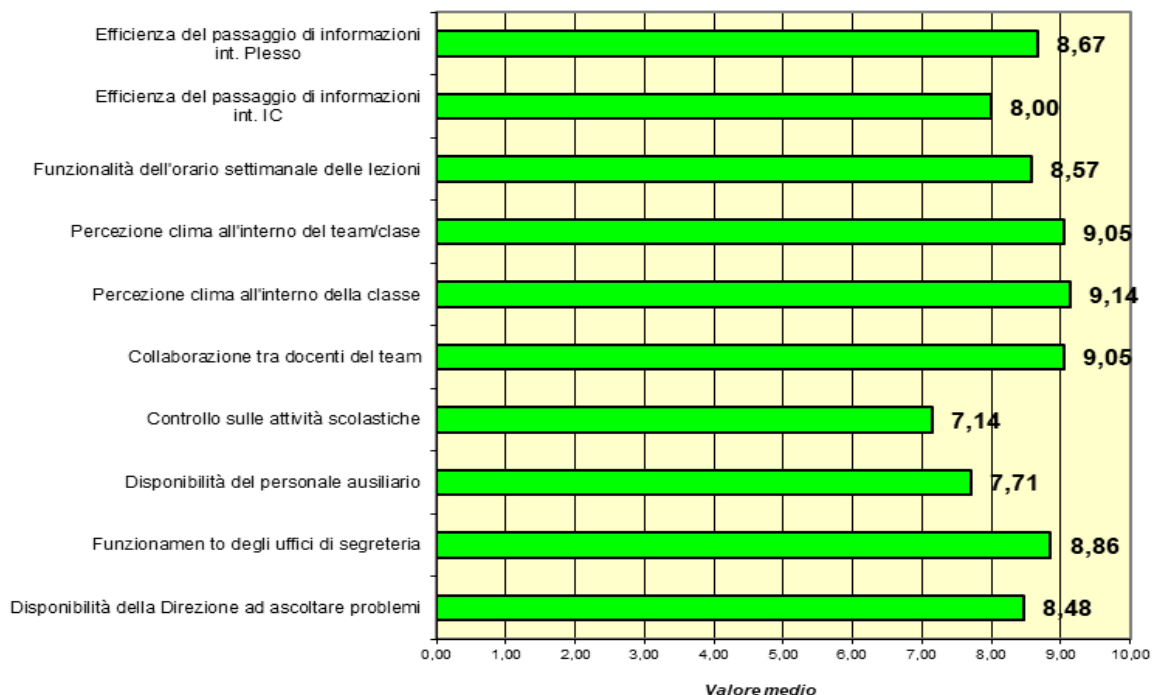 Efficienza del passaggio di informazioni
int. Plesso
8,67
Efficienza del passaggio di informazioni
int. IC
8,00
Funzionalità dell'orario settimanale delle lezioni
8,57
Percezione clima all'interno del team/clase
9,05
Percezione clima all'interno della classe
9,14
Collaborazione tra docenti del team
9,05
Controllo sulle attività scolastiche
7,14
Disponibilità del personale ausiliario
7,71
Funzionamen to degli uffici di segreteria
8,86
Disponibilità della Direzione ad ascoltare problemi
8,48
0,00 1,00 2,00 3,00 4,00 5,00 6,00 7,00 8,00 9,00 10,00
Valore medio